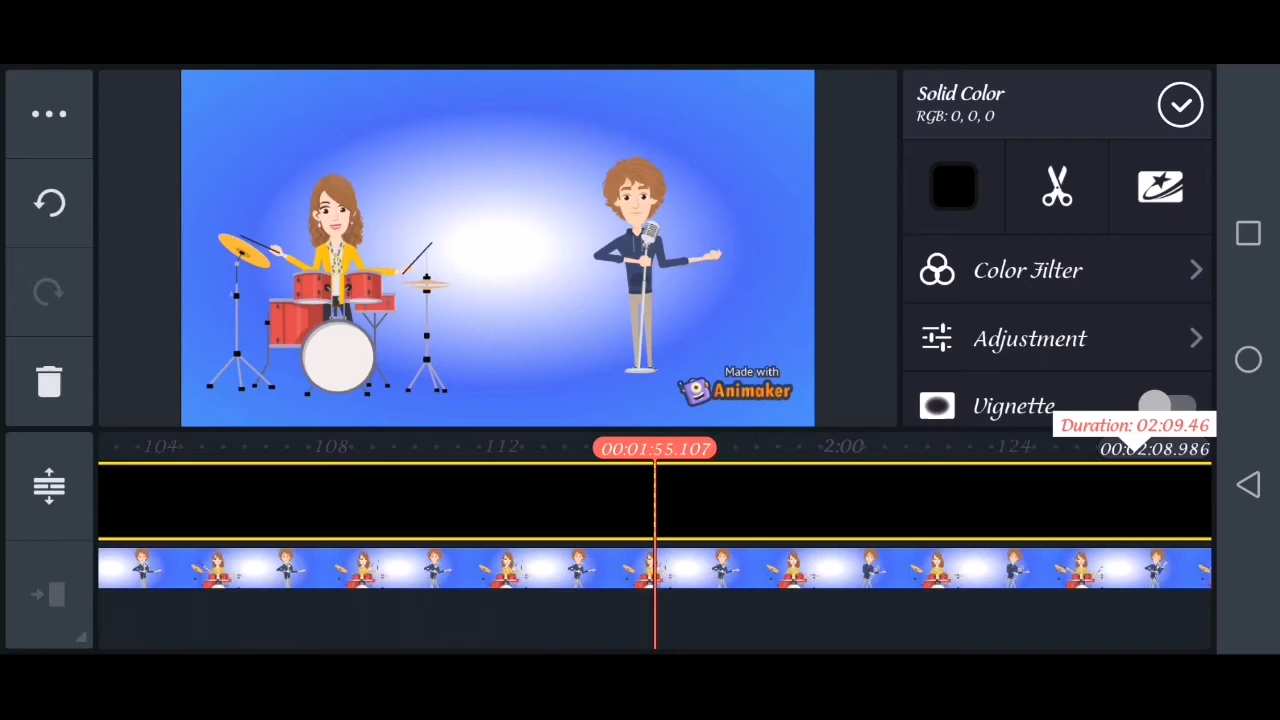 Solid Color
RGB: 0, 0, 0
Color Filter
Adjustment
Vignette
Made with
Animaker
Duration: 02:09.46
104
108
112
00:01:55.107
2:00
124
00:02:08.986